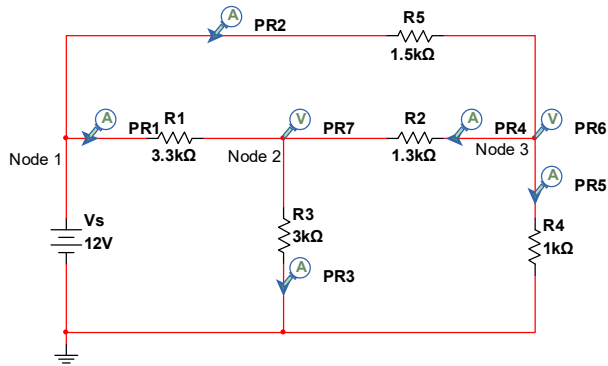 A
PR2
R5
1.5kΩ
A
PR1
R1
3.3kΩ
V
PR7
R2
1.3kΩ
A
PR4
V
PR6
Node 1
Node 2
Node 3
A
PR5
Vs
12V
R3
3kΩ
R4
1kΩ
A
PR3